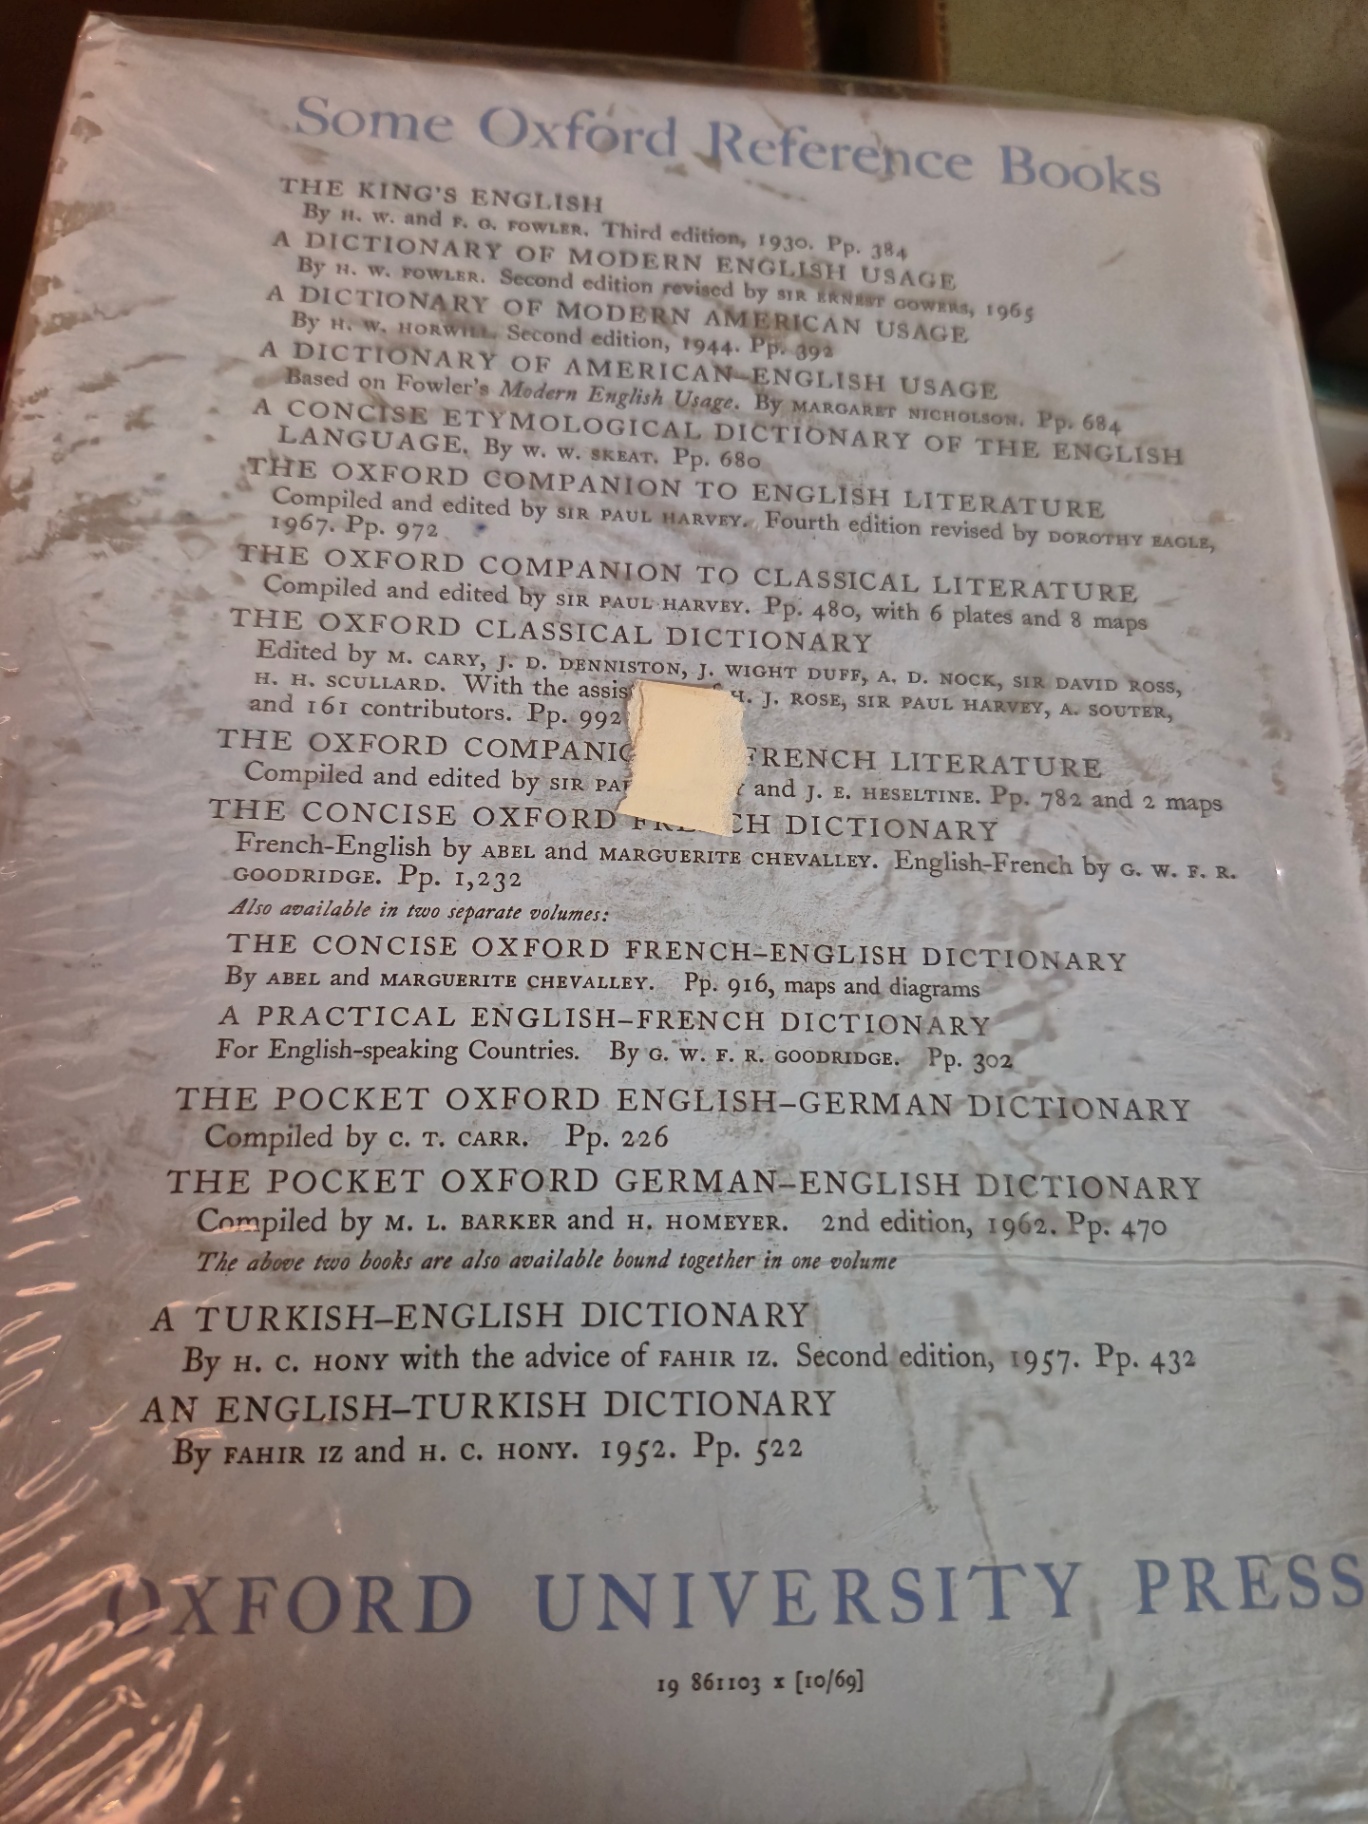 Some Oxford Reference Books
THE KING'S ENGLISH
By H. W. and F. G. FOWLER. Third edition, 1930. Pp. 384
A DICTIONARY OF MODERN ENGLISH USAGE
By H. W. FOWLER. Second edition revised by SIR ERNEST GOWERS, 1965
A DICTIONARY OF MODERN AMERICAN USAGE
By H. W. HORWILL. Second edition, 1944. Pp. 392
A DICTIONARY OF AMERICAN-ENGLISH USAGE
Based on Fowler's Modern English Usage. By MARGARET NICHOLSON. Pp. 684
A CONCISE ETYMOLOGICAL DICTIONARY OF THE ENGLISH
LANGUAGE. By W. W. SKEAT. Pp. 680
THE OXFORD COMPANION TO ENGLISH LITERATURE
Compiled and edited by SIR PAUL HARVEY. Fourth edition revised by DOROTHY EAGLE,
1967. Pp. 972
THE OXFORD COMPANION TO CLASSICAL LITERATURE
Compiled and edited by SIR PAUL HARVEY. Pp. 480, with 6 plates and 8 maps
THE OXFORD CLASSICAL DICTIONARY
Edited by M. CARY, J. D. DENNISTON, J. WIGHT DUFF, A. D. NOCK, SIR DAVID ROSS,
H. H. SCULLARD. With the H. J. ROSE, SIR PAUL HARVEY, A. SOUTER,
and 161 contributors. Pp. 992
THE OXFORD FRENCH LITERATURE
Compiled and edited by SIR and J. E. HESELTINE. Pp. 782 and 2 maps
THE CONCISE OXFORD FRENCH DICTIONARY
French-English by ABEL and MARGUERITE CHEVALLEY. English-French by G. W. F. R.
GOODRIDGE. Pp. 1,232
Also available in two separate volumes:
THE CONCISE OXFORD FRENCH-ENGLISH DICTIONARY
By ABEL and MARGUERITE CHEVALLEY. Pp. 916, maps and diagrams
A PRACTICAL ENGLISH-FRENCH DICTIONARY
For English-speaking Countries. By G. W. F. R. GOODRIDGE. Pp. 302
THE POCKET OXFORD ENGLISH-GERMAN DICTIONARY
Compiled by C. T. CARR. Pp. 226
THE POCKET OXFORD GERMAN-ENGLISH DICTIONARY
Compiled by M. L. BARKER and H. HOMEYER. 2nd edition, 1962. Pp. 470
The above two books are also available bound together in one volume
A TURKISH-ENGLISH DICTIONARY
By H. C. HONY with the advice of FAHIR IZ. Second edition, 1957. Pp. 432
AN ENGLISH-TURKISH DICTIONARY
By FAHIR IZ and H. C. HONY. 1952. Pp. 522
OXFORD UNIVERSITY PRESS
19 861103 x [10/69]